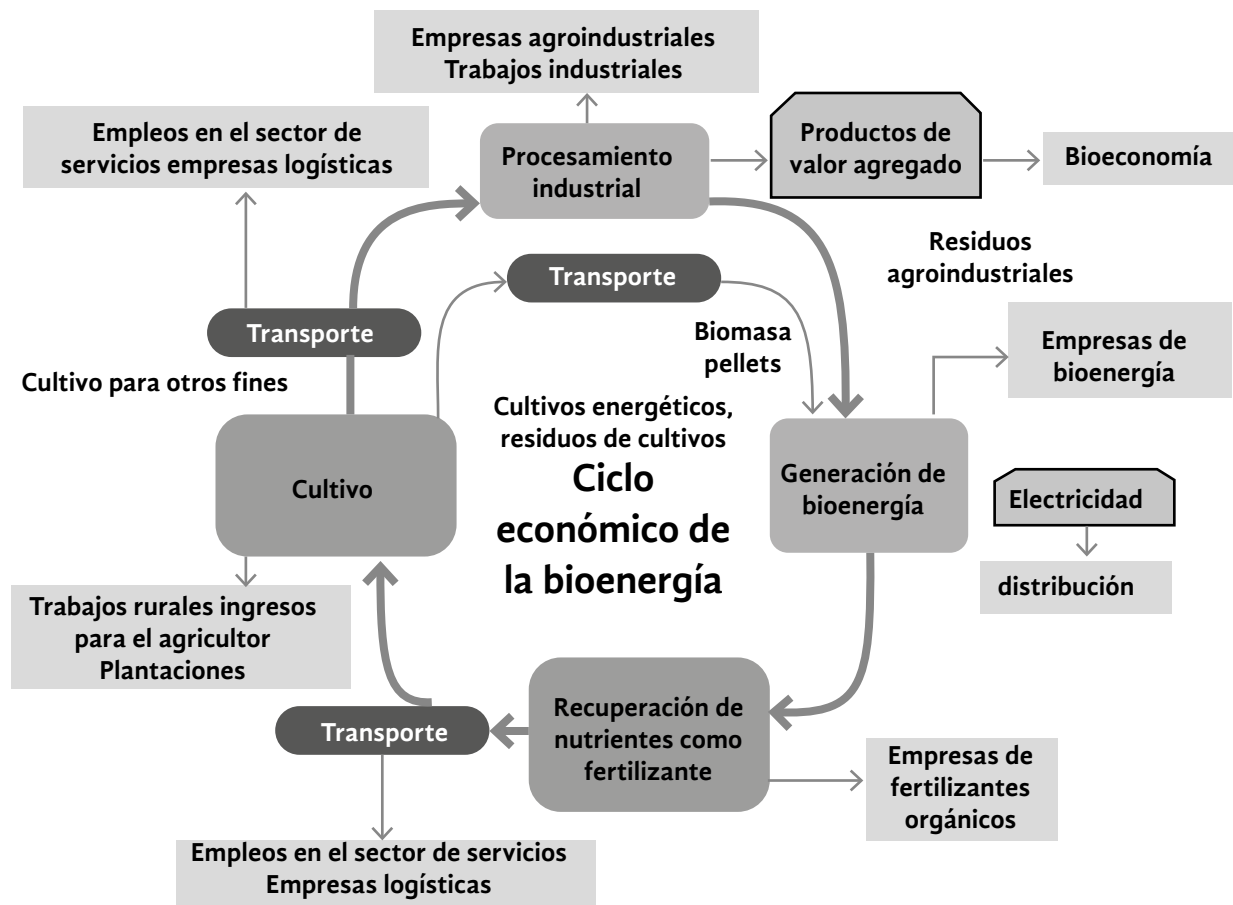 Empresas agroindustriales
Trabajos industriales
Empleos en el sector de
servicios empresas logísticas
Procesamiento
industrial
Productos de
valor agregado
Bioeconomía
Residuos
agroindustriales
Transporte
Transporte
Biomasa
pellets
Empresas de
bioenergía
Cultivo para otros fines
Cultivos energéticos,
residuos de cultivos
Ciclo
económico de
la bioenergía
Cultivo
Generación de
bioenergía
Electricidad
distribución
Trabajos rurales ingresos
para el agricultor
Plantaciones
Recuperación de
nutrientes como
fertilizante
Transporte
Empresas de
fertilizantes
orgánicos
Empleos en el sector de servicios
Empresas logísticas